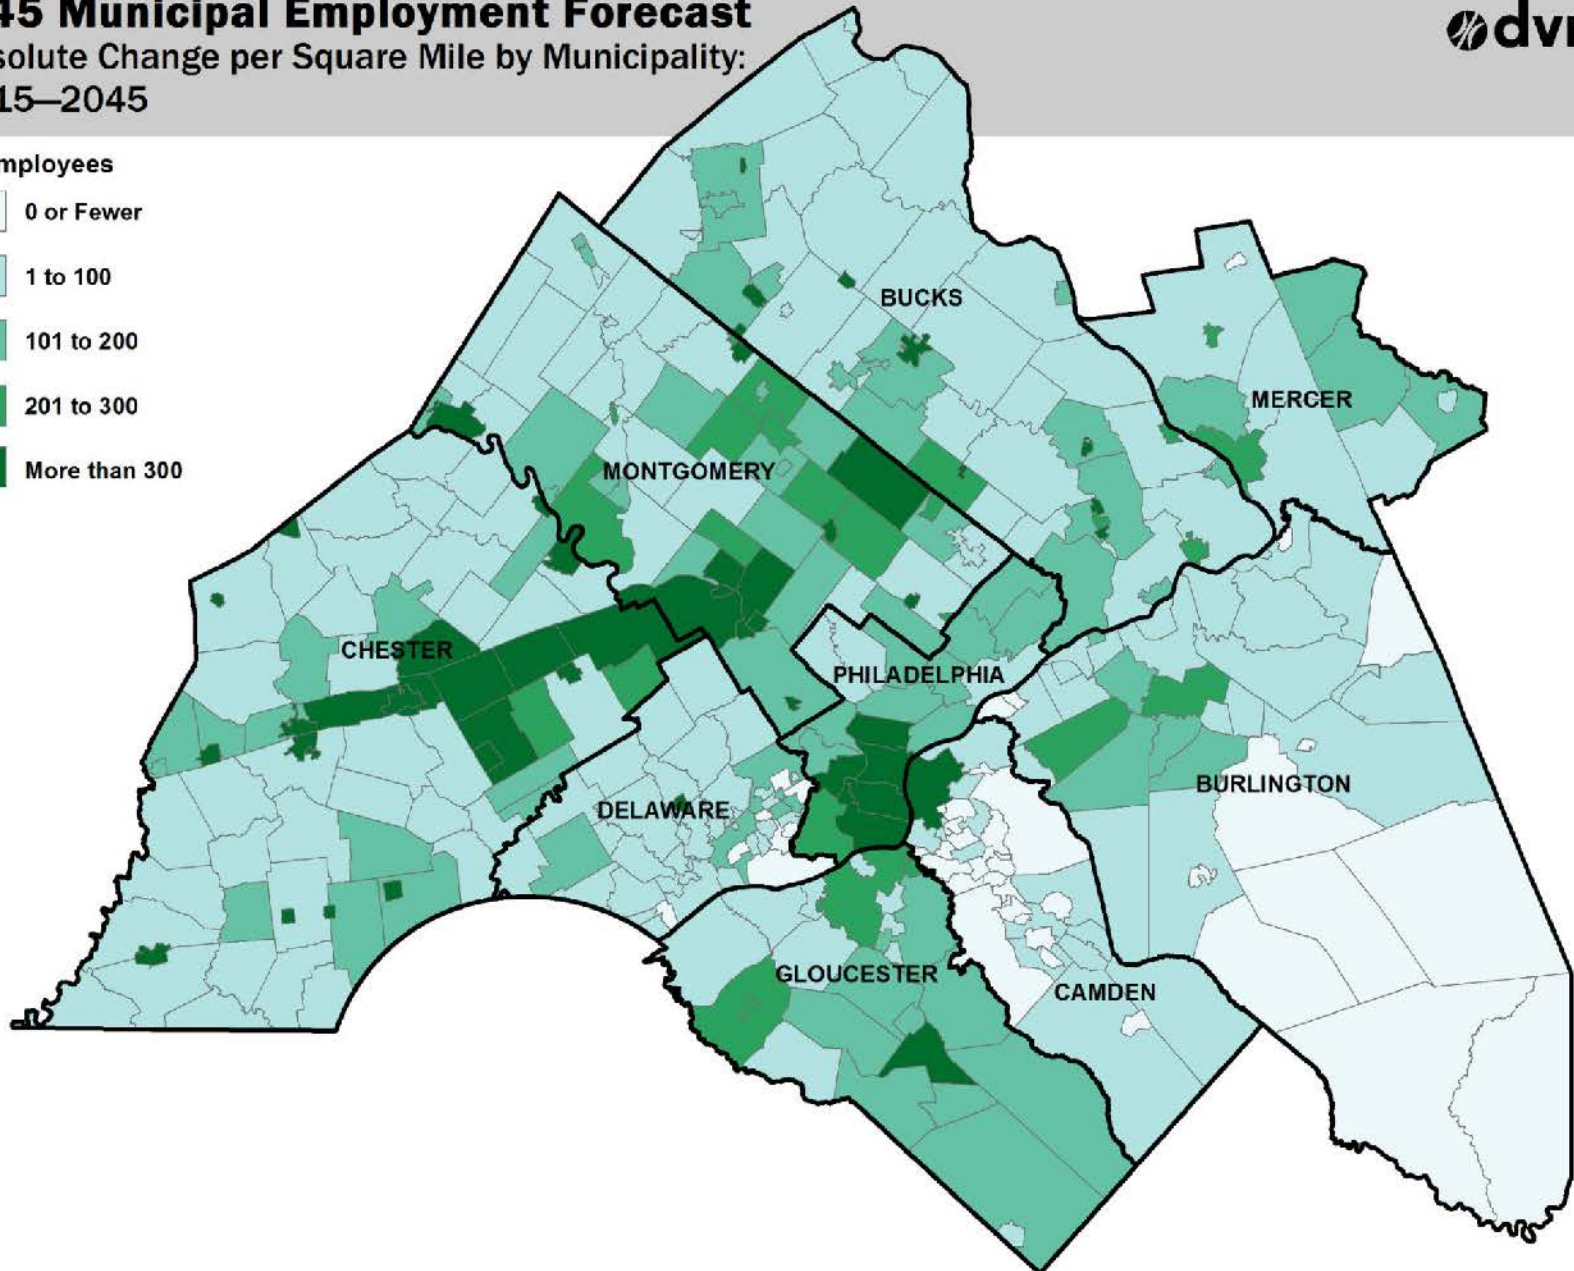 45 Municipal Employment Forecast
solute Change per Square Mile by Municipality:
15—2045
dvr
mployees
0 or Fewer
1 to 100
101 to 200
201 to 300
More than 300
BUCKS
MERCER
MONTGOMERY
CHESTER
PHILADELPHIA
BURLINGTON
DELAWARE
GLOUCESTER
CAMDEN